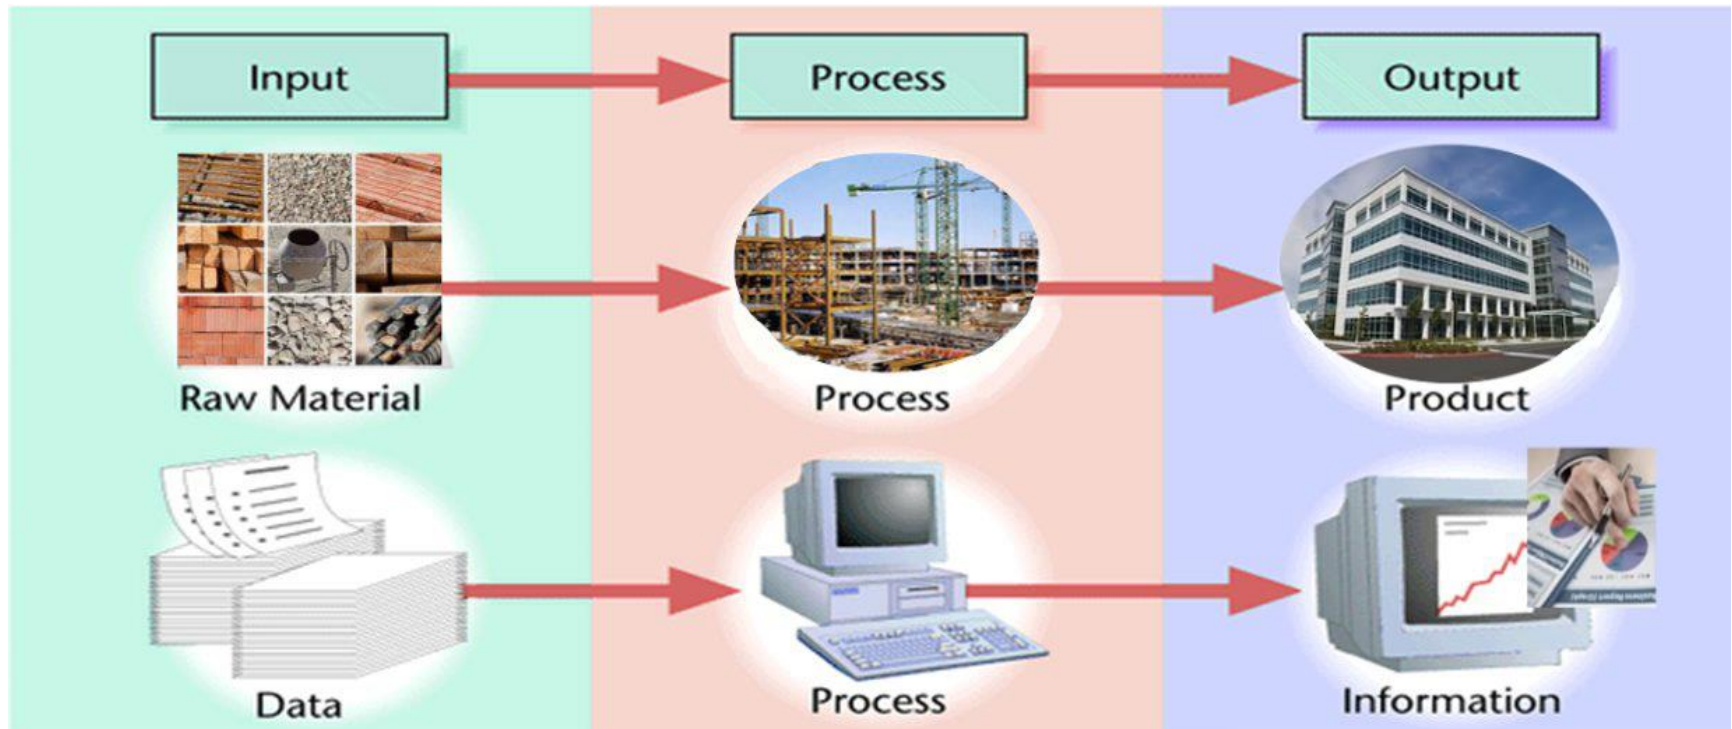 Input
Process
Output
Raw Material
Process
Product
Data
Process
Information